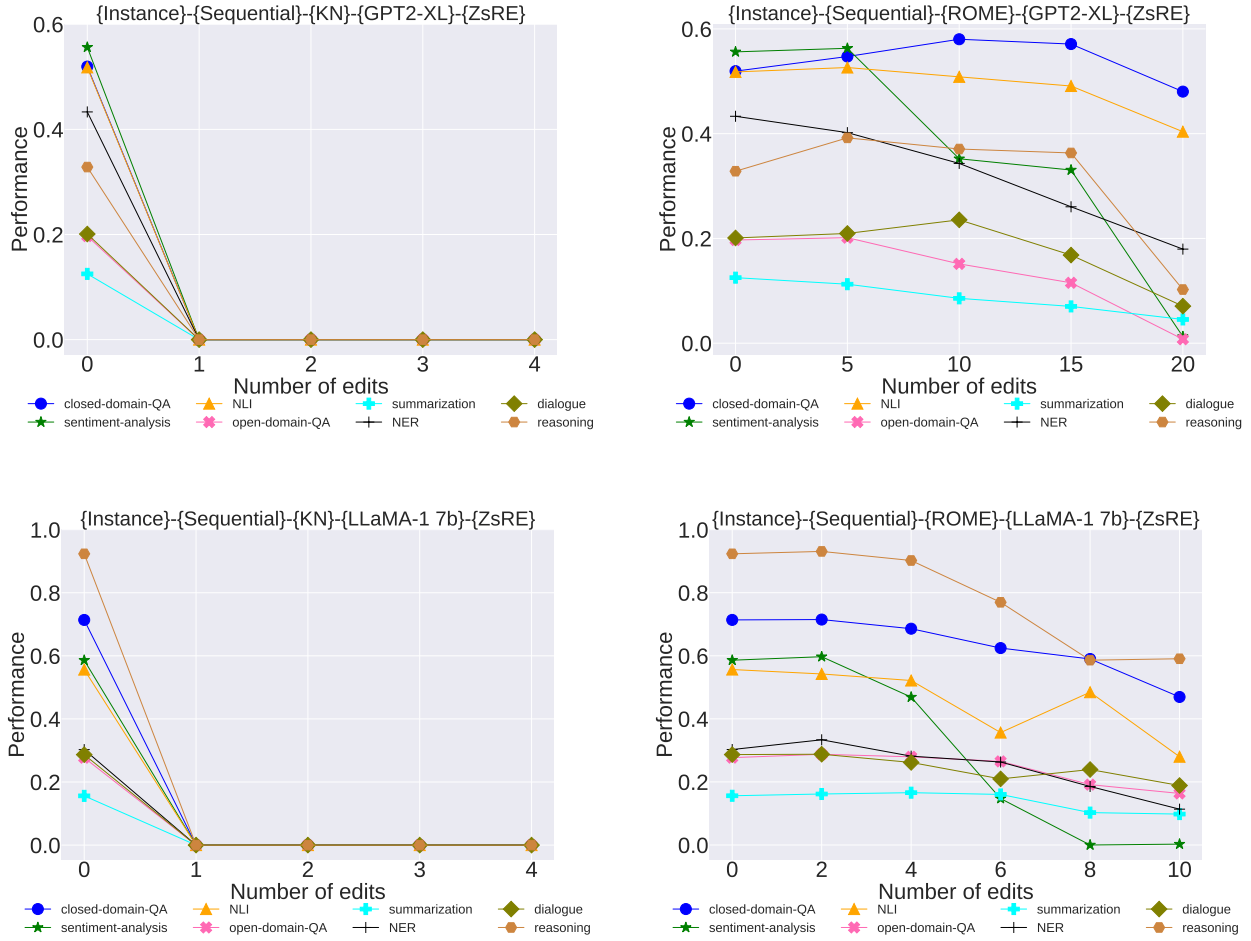 {Instance}-{Sequential}-{KN}-{GPT2-XL}-{ZsRE}
0.6
0.4
0.2
0.0
Performance
0 1 2 3 4
Number of edits
closed-domain-QA NLI summarization dialogue
sentiment-analysis open-domain-QA NER reasoning
{Instance}-{Sequential}-{ROME}-{GPT2-XL}-{ZsRE}
0.6
0.4
0.2
0.0
Performance
0 5 10 15 20
Number of edits
closed-domain-QA NLI summarization dialogue
sentiment-analysis open-domain-QA NER reasoning
{Instance}-{Sequential}-{KN}-{LLaMA-1 7b}-{ZsRE}
1.0
0.8
0.6
0.4
0.2
0.0
Performance
0 1 2 3 4
Number of edits
closed-domain-QA NLI summarization dialogue
sentiment-analysis open-domain-QA NER reasoning
{Instance}-{Sequential}-{ROME}-{LLaMA-1 7b}-{ZsRE}
1.0
0.8
0.6
0.4
0.2
0.0
Performance
0 2 4 6 8 10
Number of edits
closed-domain-QA NLI summarization dialogue
sentiment-analysis open-domain-QA NER reasoning